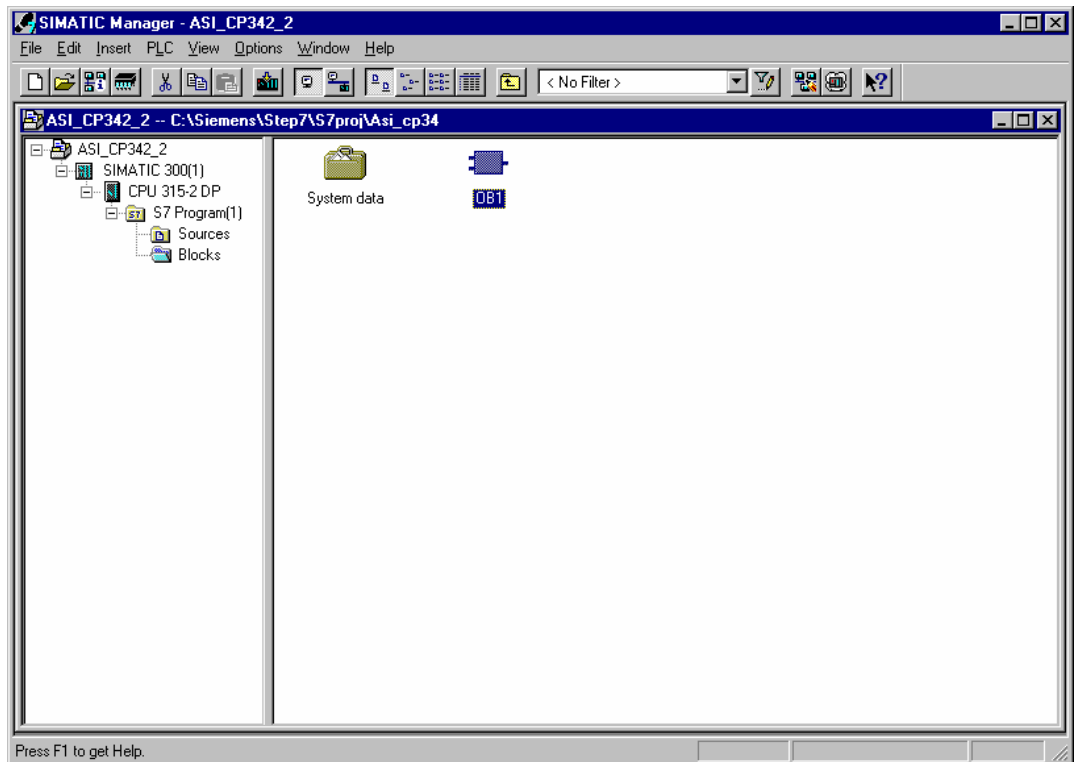 SIMATIC Manager - ASI_CP342_2
File Edit Insert PLC View Options Window Help
< No Filter >
ASI_CP342_2 -- C:\Siemens\Step7\S7proj\Asi_cp34
ASI_CP342_2
SIMATIC 300(1)
CPU 315-2 DP
S7 Program(1)
Sources
Blocks
System data
OB1
Press F1 to get Help.